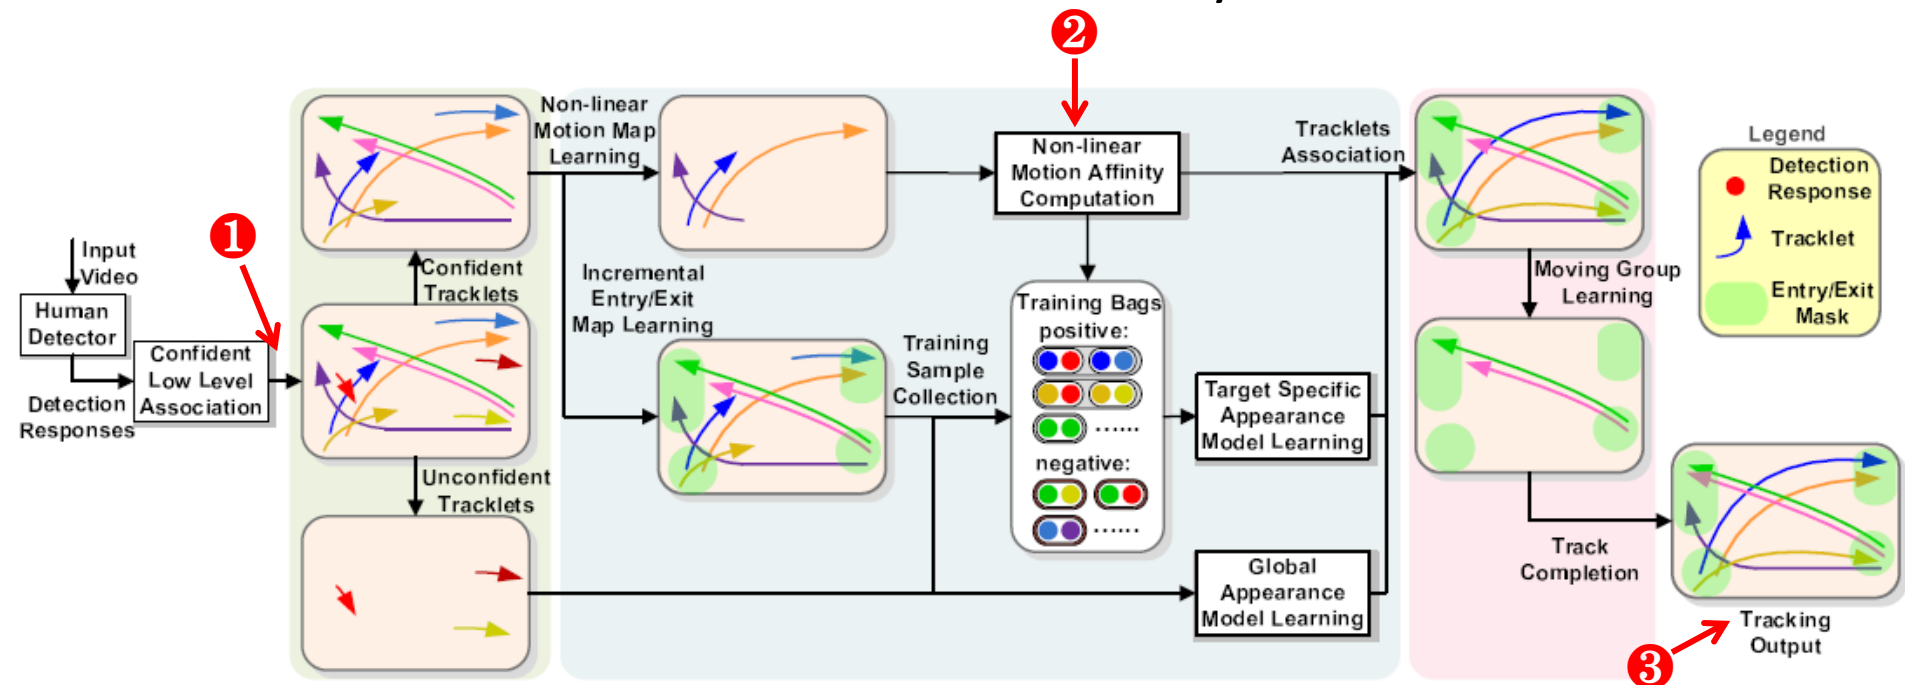 ❷
❶
Input
Video
Human
Detector
Detection
Responses
Confident
Low Level
Association
Confident
Tracklets
Unconfident
Tracklets
Non-linear
Motion Map
Learning
Incremental
Entry/Exit
Map Learning
Non-linear
Motion Affinity
Computation
Training
Sample
Collection
Training Bags
positive:
......
negative:
......
Target Specific
Appearance
Model Learning
Global
Appearance
Model Learning
Tracklets
Association
Moving Group
Learning
Track
Completion
❸
Tracking
Output
Legend
Detection
Response
Tracklet
Entry/Exit
Mask